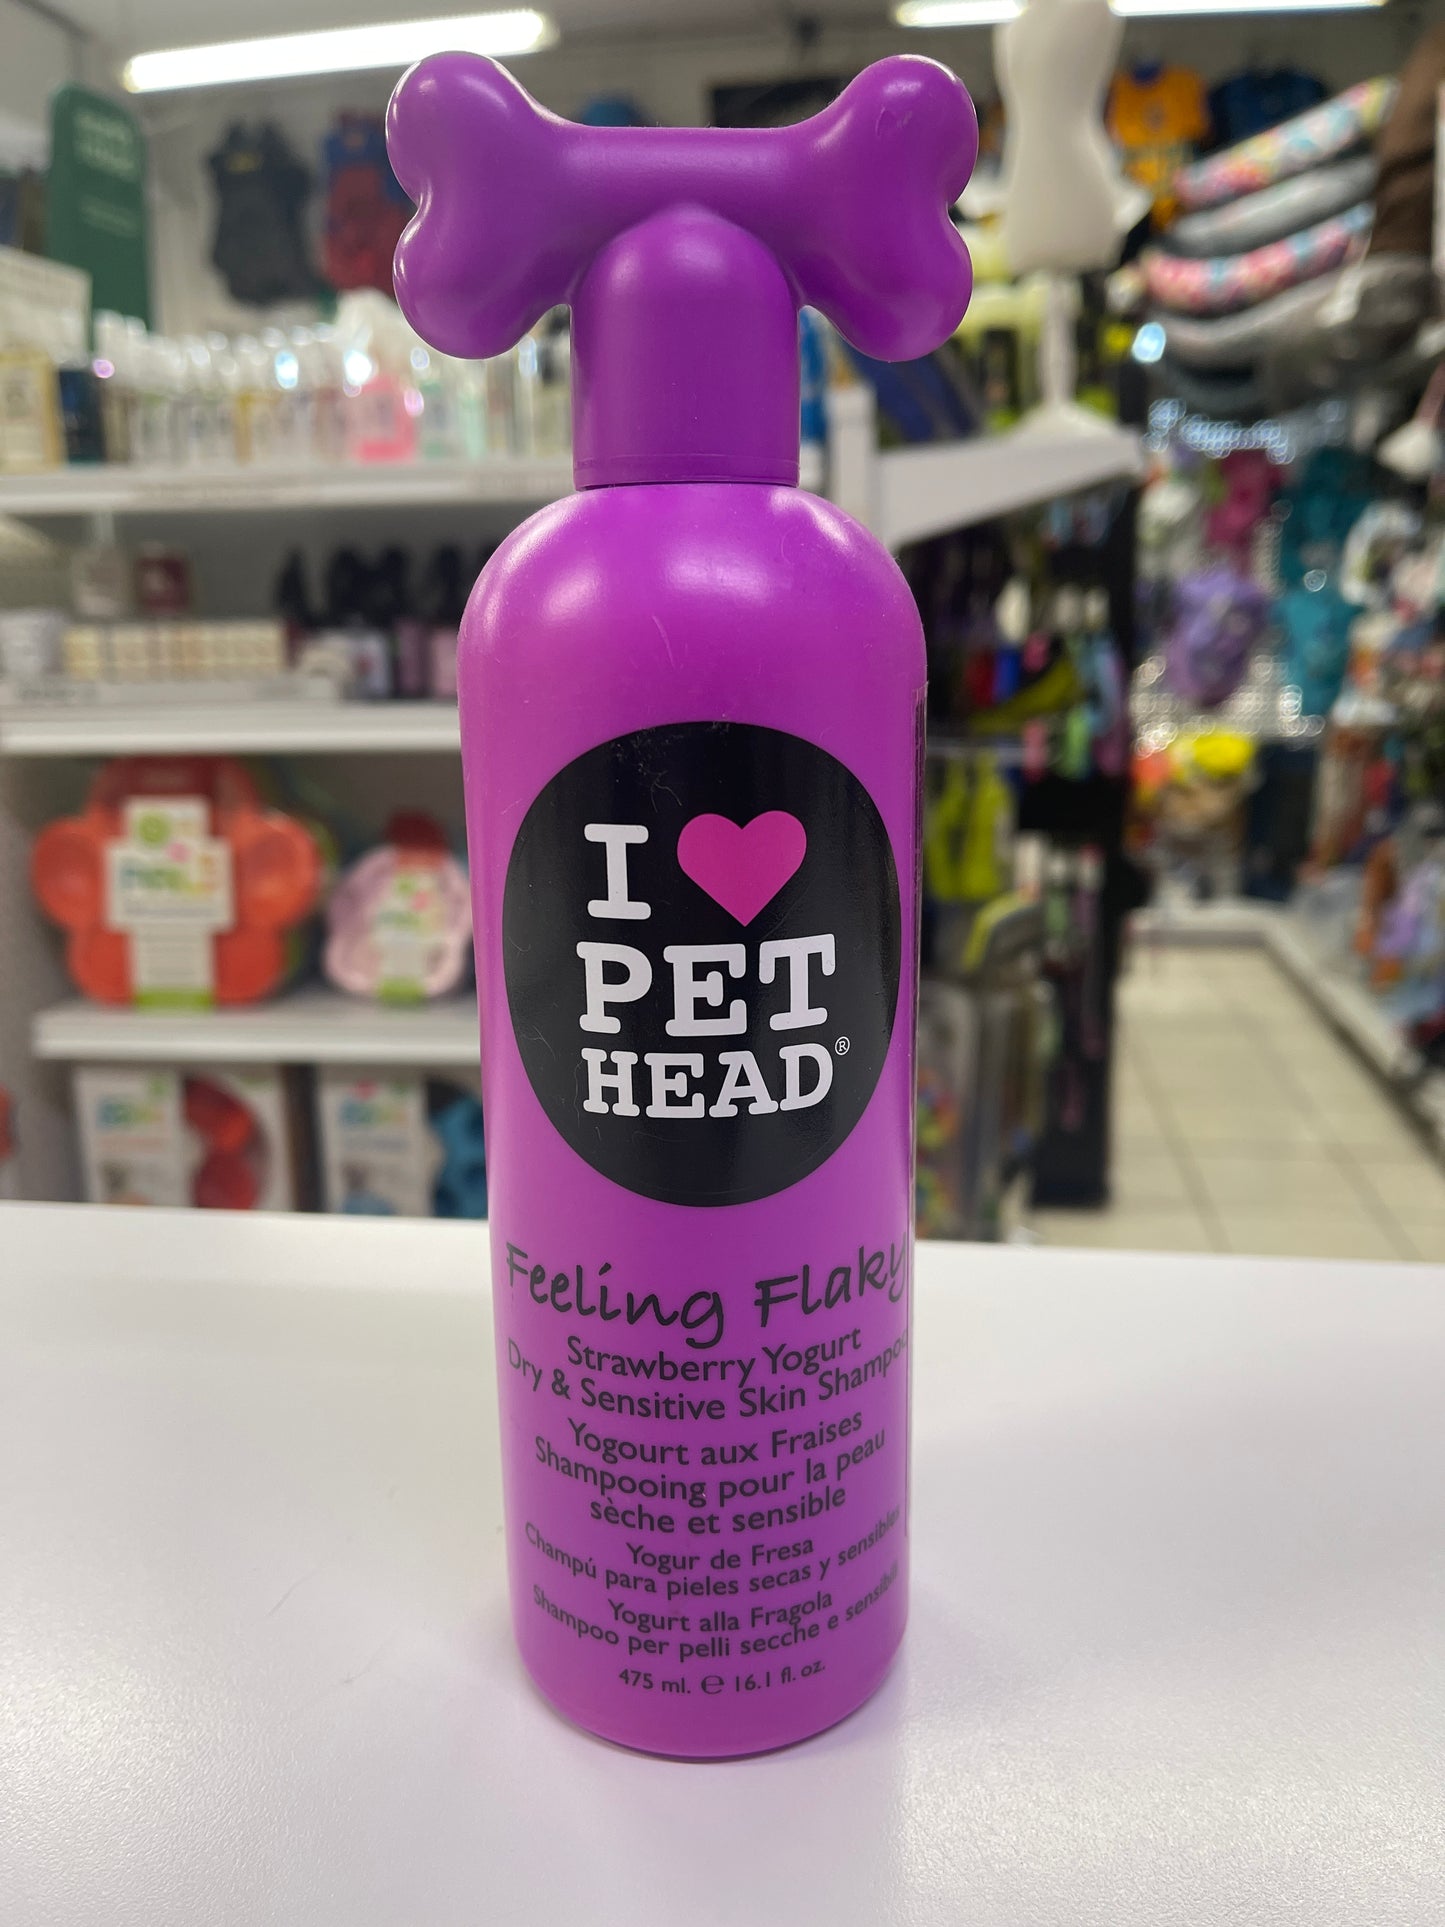 I ♥
PET
HEAD®
Feeling Flaky
Strawberry Yogurt
Dry & Sensitive Skin Shampoo
Yogourt aux Fraises
Shampooing pour la peau
sèche et sensible
Yogur de Fresa
Champú para pieles secas y sensibles
Yogurt alla Fragola
Shampoo per pelli secche e sensibili
475 ml. ℮ 16.1 fl. oz.